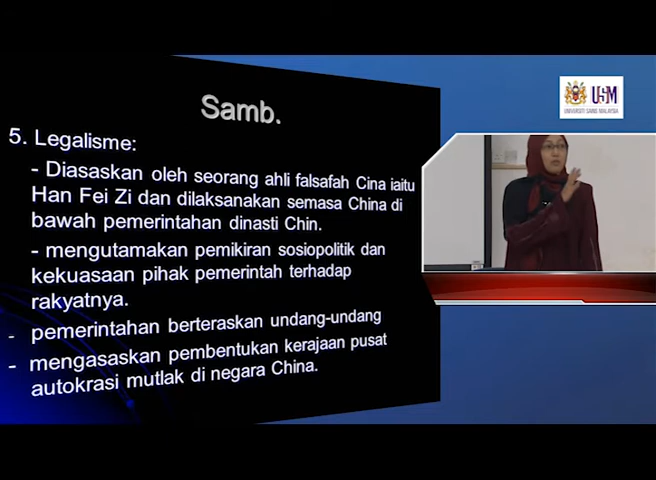 Samb.
5. Legalisme:
- Diasaskan oleh seorang ahli falsafah Cina iaitu
Han Fei Zi dan dilaksanakan semasa China di
bawah pemerintahan dinasti Chin.
- mengutamakan pemikiran sosiopolitik dan
kekuasaan pihak pemerintah terhadap
rakyatnya.
- pemerintahan berteraskan undang-undang
- mengasaskan pembentukan kerajaan pusat
autokrasi mutlak di negara China.
USM
UNIVERSITI SAINS MALAYSIA